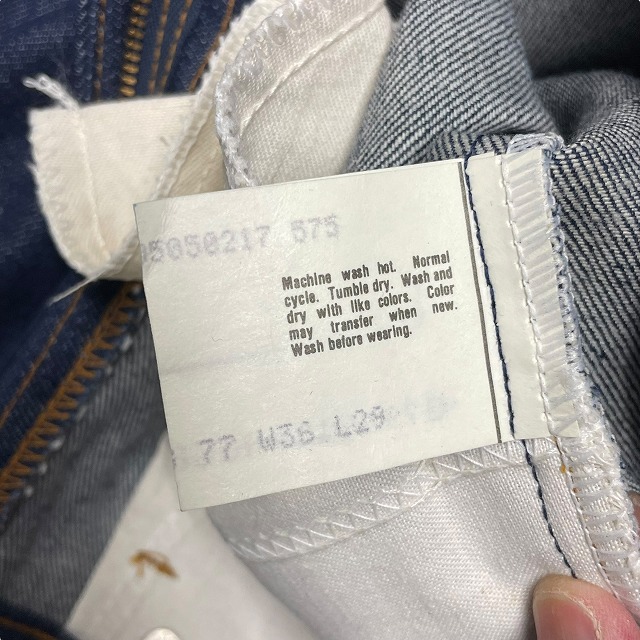 5050217 575
Machine wash hot. Normal
cycle. Tumble dry. Wash and
dry with like colors. Color
may transfer when new.
Wash before wearing.
77 W36 L29